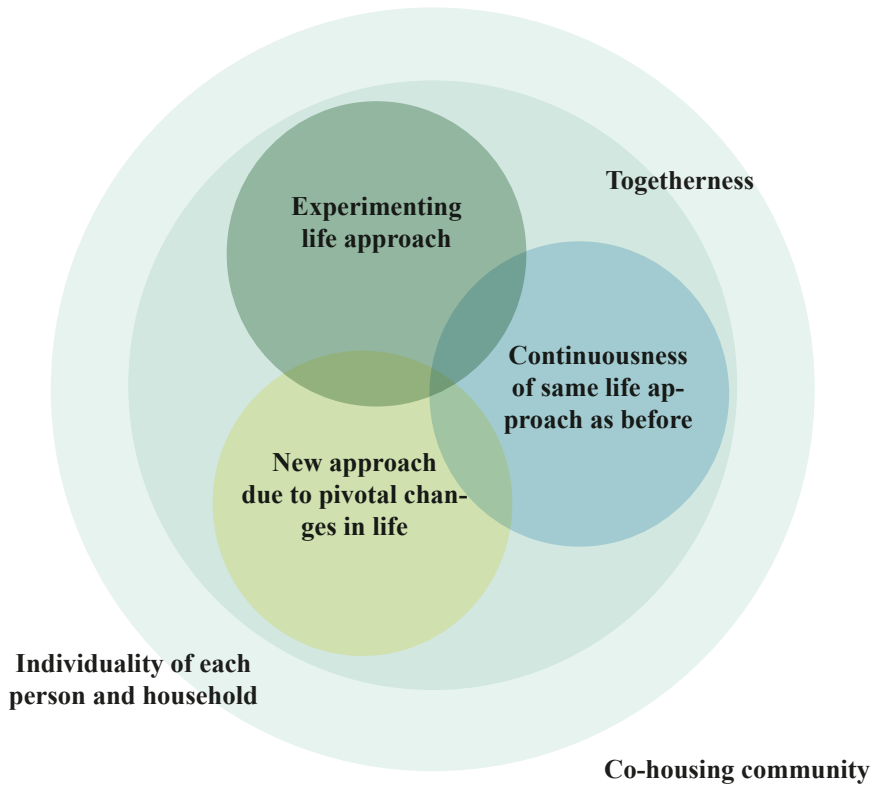 Togetherness
Experimenting
life approach
Continuousness
of same life ap-
proach as before
New approach
due to pivotal chan-
ges in life
Individuality of each
person and household
Co-housing community